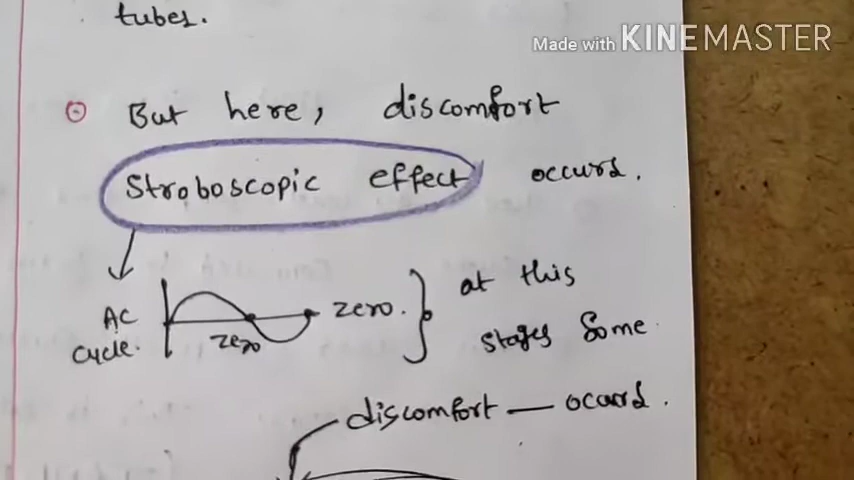 tubes.
Made with KINEMASTER
But here, discomfort
Stroboscopic effect occurs.
AC cycle. zero zero. } at this stages some
discomfort — ocurs.